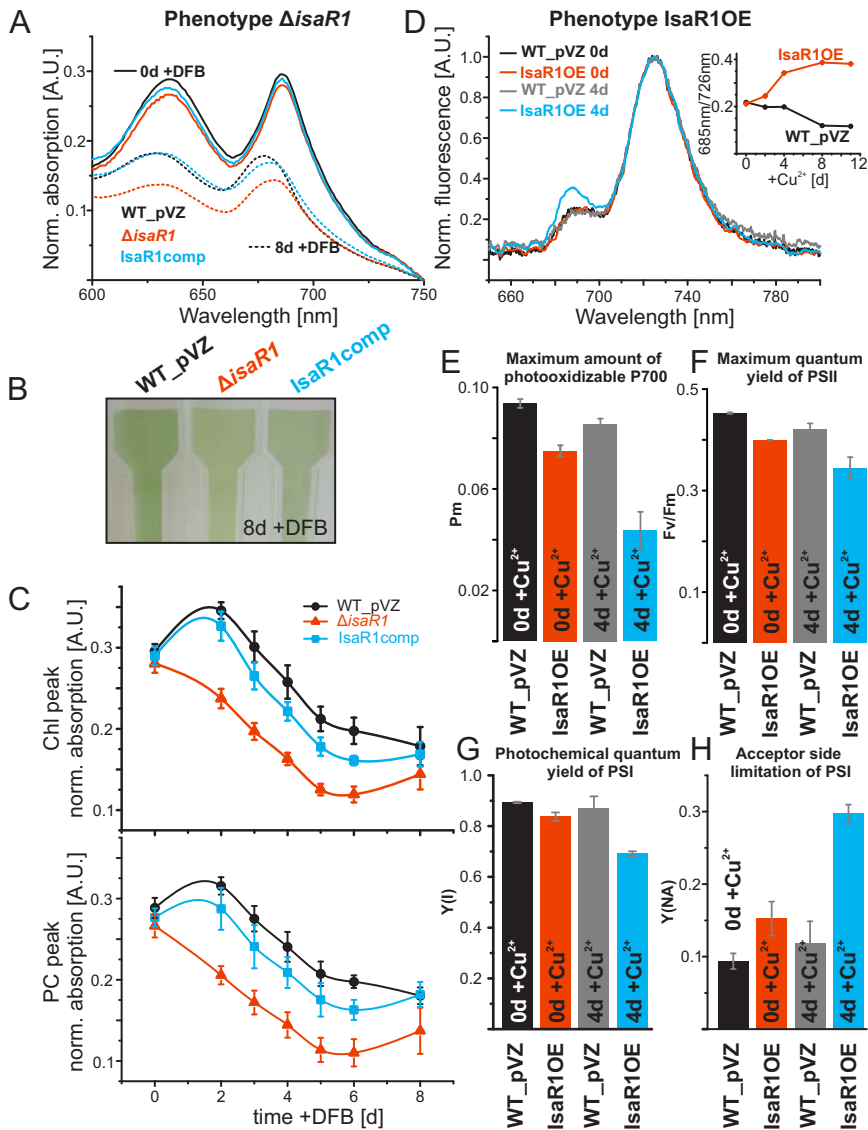 A
Phenotype ΔisaR1
Norm. absorption [A.U.]
0.3
0.2
0.1
0d +DFB
WT_pVZ
ΔisaR1
IsaR1comp
8d +DFB
600
650
700
750
Wavelength [nm]
D
Phenotype IsaR1OE
Norm. fluorescence [A.U.]
1.0
0.8
0.6
0.4
0.2
0.0
WT_pVZ 0d
IsaR1OE 0d
WT_pVZ 4d
IsaR1OE 4d
685nm/726nm
0.4
0.2
0.0
IsaR1OE
WT_pVZ
0 4 8 12
+Cu²⁺ [d]
660
700
740
780
Wavelength [nm]
B
WT_pVZ
ΔisaR1
IsaR1comp
8d +DFB
C
Chl peak
norm. absorption [A.U.]
0.3
0.2
0.1
WT_pVZ
ΔisaR1
IsaR1comp
PC peak
norm. absorption [A.U.]
0.3
0.2
0.1
0 2 4 6 8
time +DFB [d]
E
Maximum amount of
photooxidizable P700
Pm
0.10
0.06
0.02
0d +Cu²⁺
0d +Cu²⁺
4d +Cu²⁺
4d +Cu²⁺
WT_pVZ
IsaR1OE
WT_pVZ
IsaR1OE
F
Maximum quantum
yield of PSII
Fv/Fm
0.5
0.3
0.1
0d +Cu²⁺
0d +Cu²⁺
4d +Cu²⁺
4d +Cu²⁺
WT_pVZ
IsaR1OE
WT_pVZ
IsaR1OE
G
Photochemical quantum
yield of PSI
Y(I)
0.9
0.6
0.3
0
0d +Cu²⁺
0d +Cu²⁺
4d +Cu²⁺
4d +Cu²⁺
WT_pVZ
IsaR1OE
WT_pVZ
IsaR1OE
H
Acceptor side
limitation of PSI
Y(NA)
0.3
0.1
0
0d +Cu²⁺
0d +Cu²⁺
4d +Cu²⁺
4d +Cu²⁺
WT_pVZ
IsaR1OE
WT_pVZ
IsaR1OE